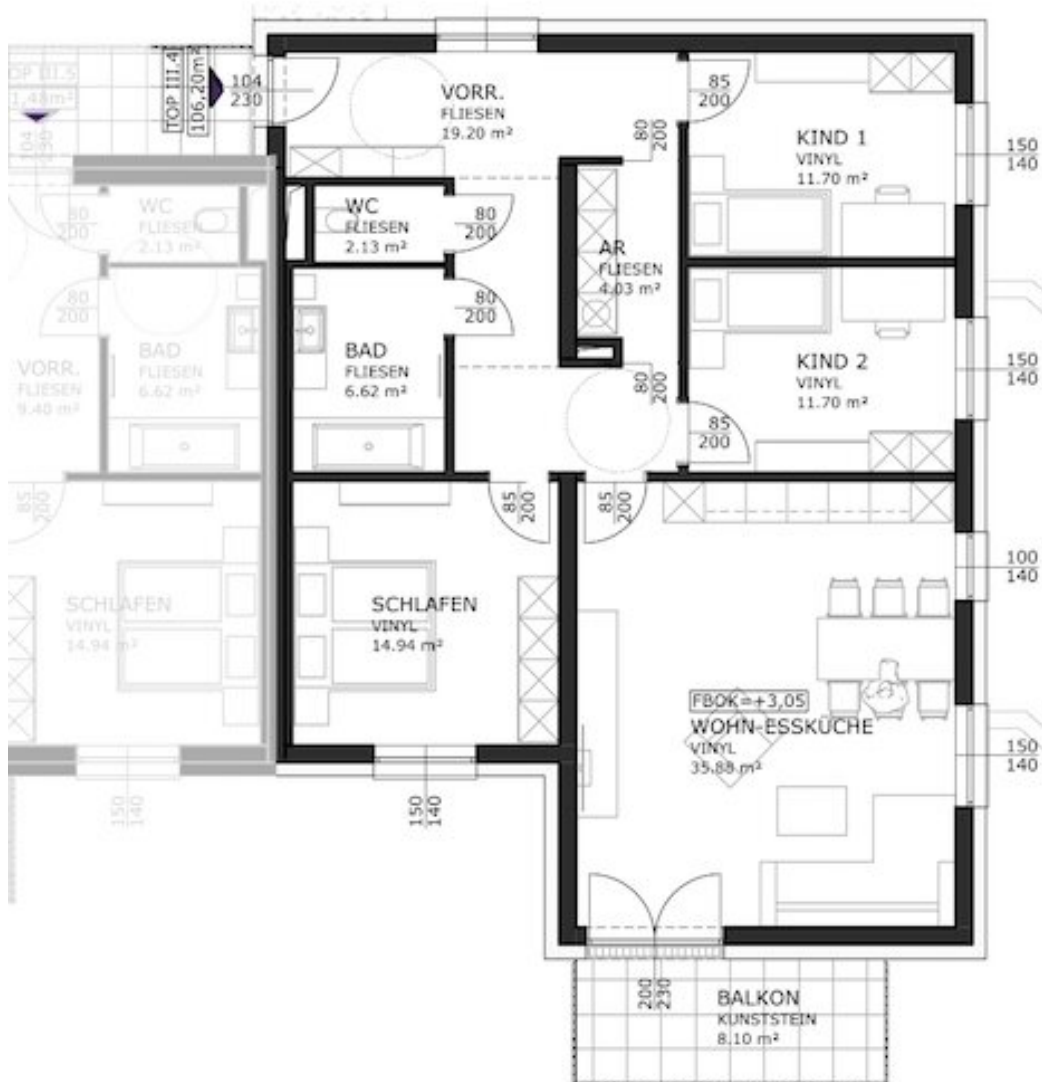 TOP III.5
TOP III.4
106,20m²
104
230
104
230
VORR.
FLIESEN
19.20 m²
85
200
80
200
KIND 1
VINYL
11.70 m²
150
140
WC
FLIESEN
2.13 m²
80
200
WC
FLIESEN
2.13 m²
80
200
AR
FLIESEN
4.03 m²
80
200
80
200
VORR.
FLIESEN
9.40 m²
BAD
FLIESEN
6.62 m²
BAD
FLIESEN
6.62 m²
KIND 2
VINYL
11.70 m²
150
140
80
200
85
200
85
200
85
200
85
200
100
140
SCHLAFEN
VINYL
14.94 m²
SCHLAFEN
VINYL
14.94 m²
FBOK=+3,05
WOHN-ESSKÜCHE
VINYL
35.88 m²
150
140
150
140
150
140
200
230
BALKON
KUNSTSTEIN
8.10 m²